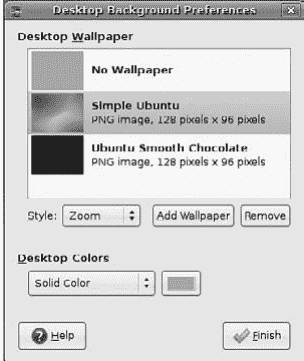 Desktop Background Preferences
Desktop Wallpaper
No Wallpaper
Simple Ubuntu
PNG image, 128 pixels x 96 pixels
Ubuntu Smooth Chocolate
PNG image, 128 pixels x 96 pixels
Style: Zoom Add Wallpaper Remove
Desktop Colors
Solid Color
Help Finish